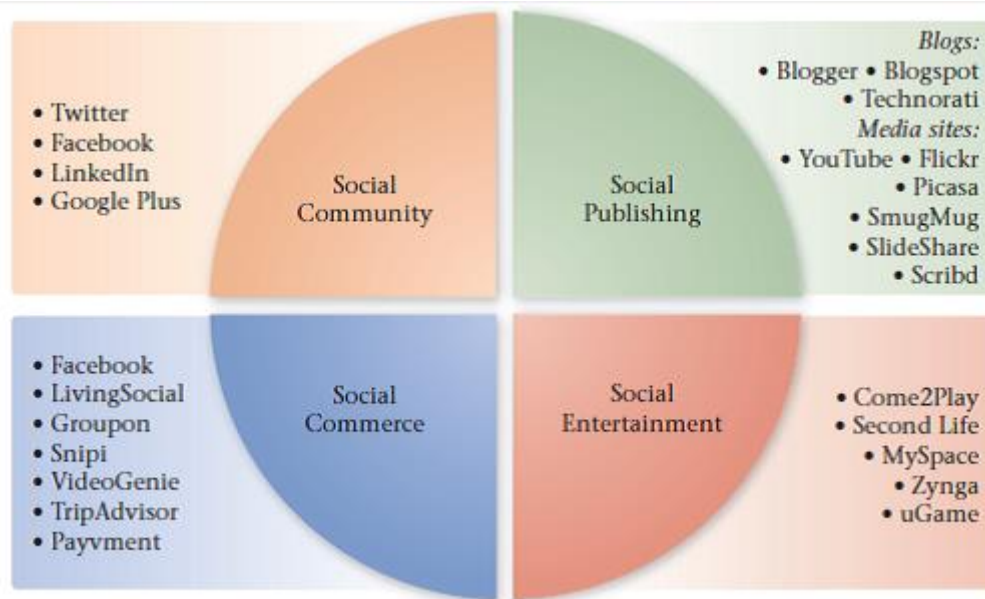 • Twitter
• Facebook
• LinkedIn
• Google Plus
Social
Community
Social
Publishing
Blogs:
• Blogger • Blogspot
• Technorati
Media sites:
• YouTube • Flickr
• Picasa
• SmugMug
• SlideShare
• Scribd
• Facebook
• LivingSocial
• Groupon
• Snipi
• VideoGenie
• TripAdvisor
• Payvment
Social
Commerce
Social
Entertainment
• Come2Play
• Second Life
• MySpace
• Zynga
• uGame